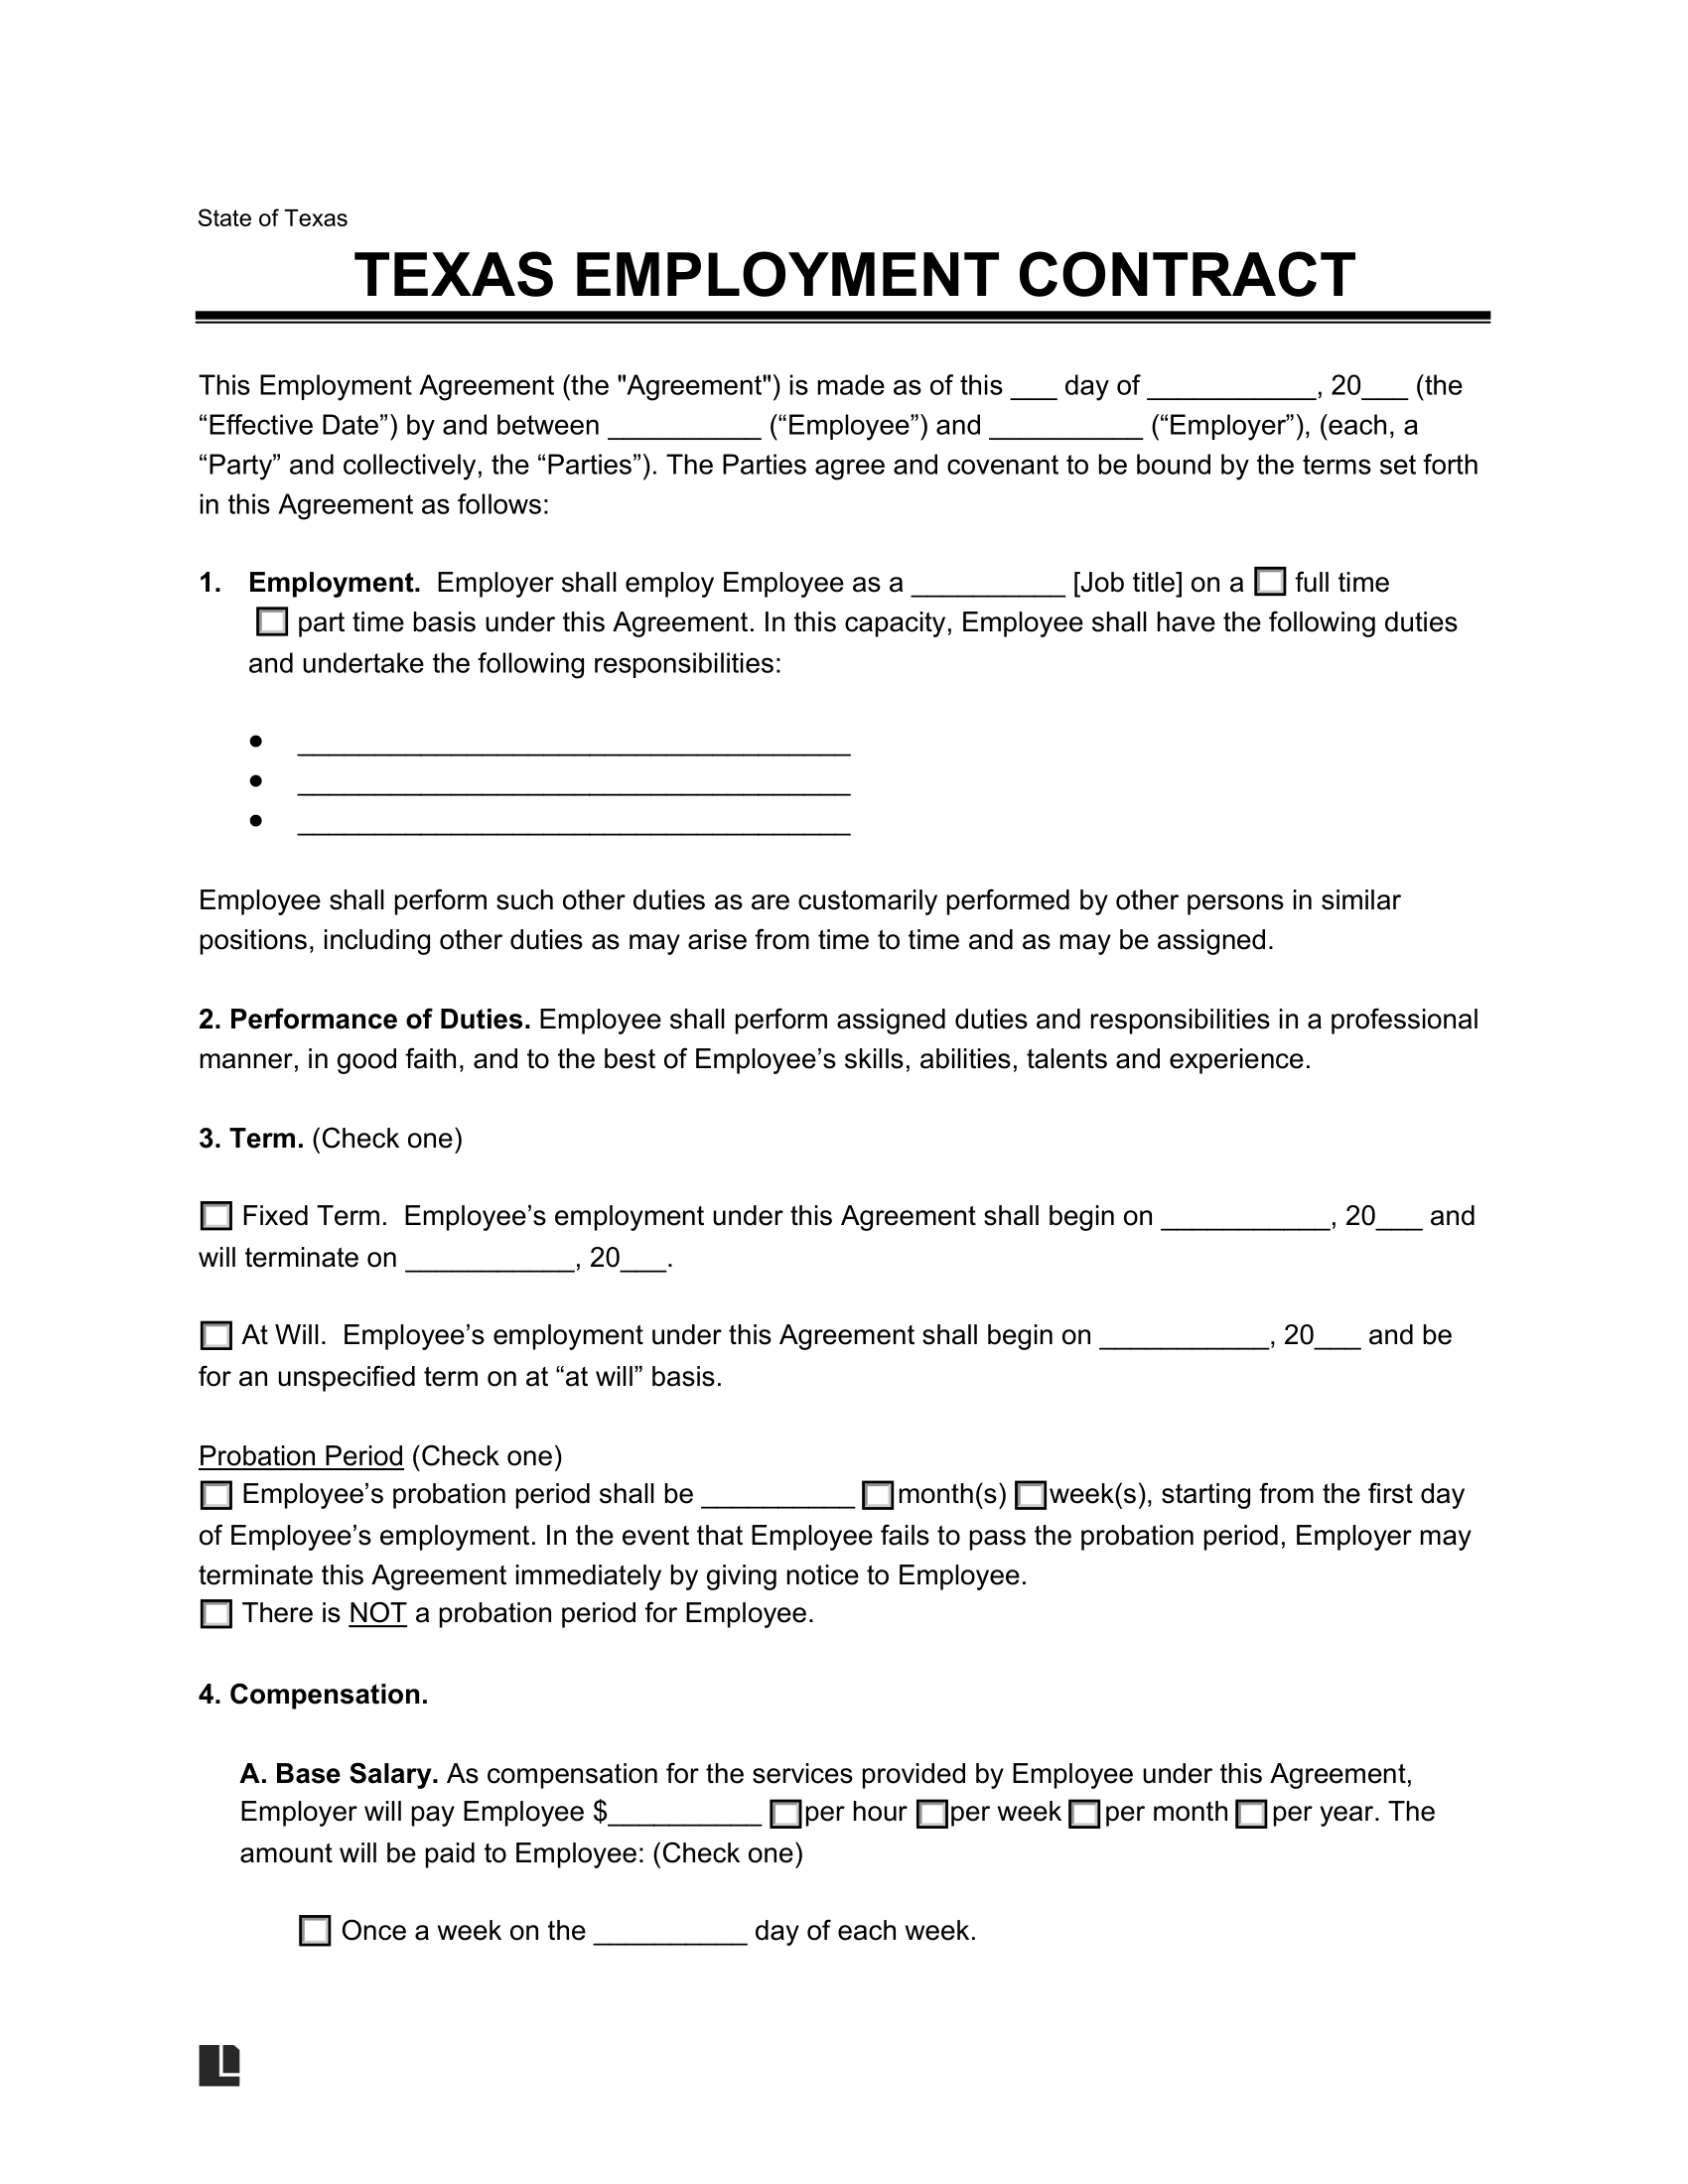 State of Texas
TEXAS EMPLOYMENT CONTRACT
This Employment Agreement (the "Agreement") is made as of this ___ day of ___________, 20___ (the
“Effective Date”) by and between __________ (“Employee”) and __________ (“Employer”), (each, a
“Party” and collectively, the “Parties”). The Parties agree and covenant to be bound by the terms set forth
in this Agreement as follows:
1. Employment. Employer shall employ Employee as a __________ [Job title] on a ☐ full time
☐ part time basis under this Agreement. In this capacity, Employee shall have the following duties
and undertake the following responsibilities:
● ____________________________________
● ____________________________________
● ____________________________________
Employee shall perform such other duties as are customarily performed by other persons in similar
positions, including other duties as may arise from time to time and as may be assigned.
2. Performance of Duties. Employee shall perform assigned duties and responsibilities in a professional
manner, in good faith, and to the best of Employee’s skills, abilities, talents and experience.
3. Term. (Check one)
☐ Fixed Term. Employee’s employment under this Agreement shall begin on ___________, 20___ and
will terminate on ___________, 20___.
☐ At Will. Employee’s employment under this Agreement shall begin on ___________, 20___ and be
for an unspecified term on at “at will” basis.
Probation Period (Check one)
☐ Employee’s probation period shall be __________ ☐month(s) ☐week(s), starting from the first day
of Employee’s employment. In the event that Employee fails to pass the probation period, Employer may
terminate this Agreement immediately by giving notice to Employee.
☐ There is NOT a probation period for Employee.
4. Compensation.
A. Base Salary. As compensation for the services provided by Employee under this Agreement,
Employer will pay Employee $__________ ☐per hour ☐per week ☐per month ☐per year. The
amount will be paid to Employee: (Check one)
☐ Once a week on the __________ day of each week.